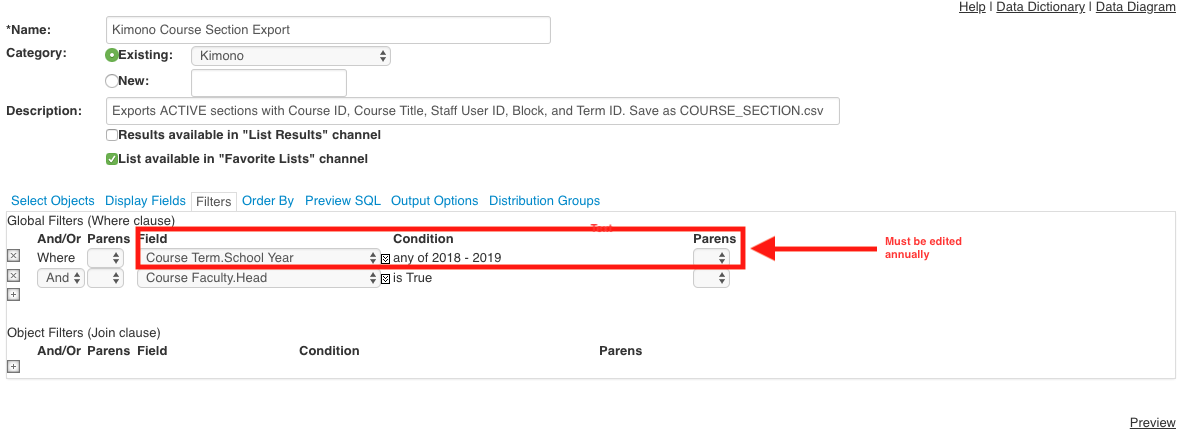 Help | Data Dictionary | Data Diagram
*Name: Kimono Course Section Export
Category: Existing: Kimono
New:
Description: Exports ACTIVE sections with Course ID, Course Title, Staff User ID, Block, and Term ID. Save as COURSE_SECTION.csv
Results available in "List Results" channel
List available in "Favorite Lists" channel
Select Objects Display Fields Filters Order By Preview SQL Output Options Distribution Groups
Global Filters (Where clause)
Text
And/Or Parens Field Condition Parens
Must be edited
annually
Where Course Term.School Year any of 2018 - 2019
And Course Faculty.Head is True
Object Filters (Join clause)
And/Or Parens Field Condition Parens
Preview